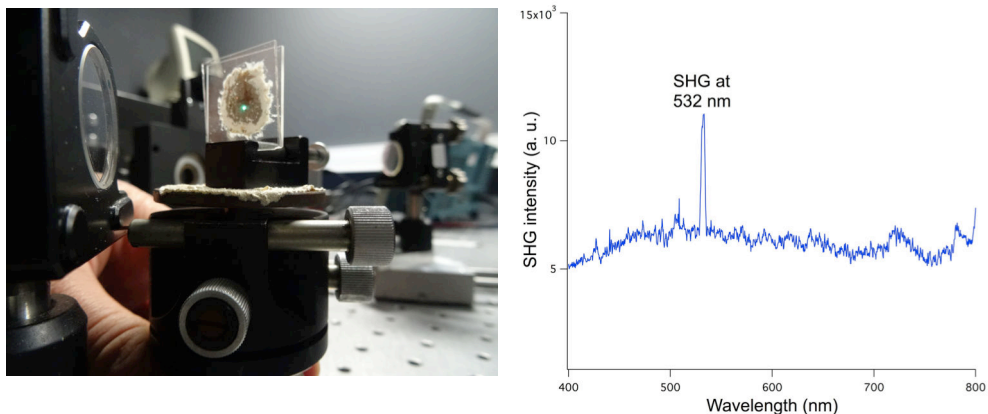 15x10³
10
5
SHG intensity (a. u.)
SHG at
532 nm
400 500 600 700 800
Wavelength (nm)